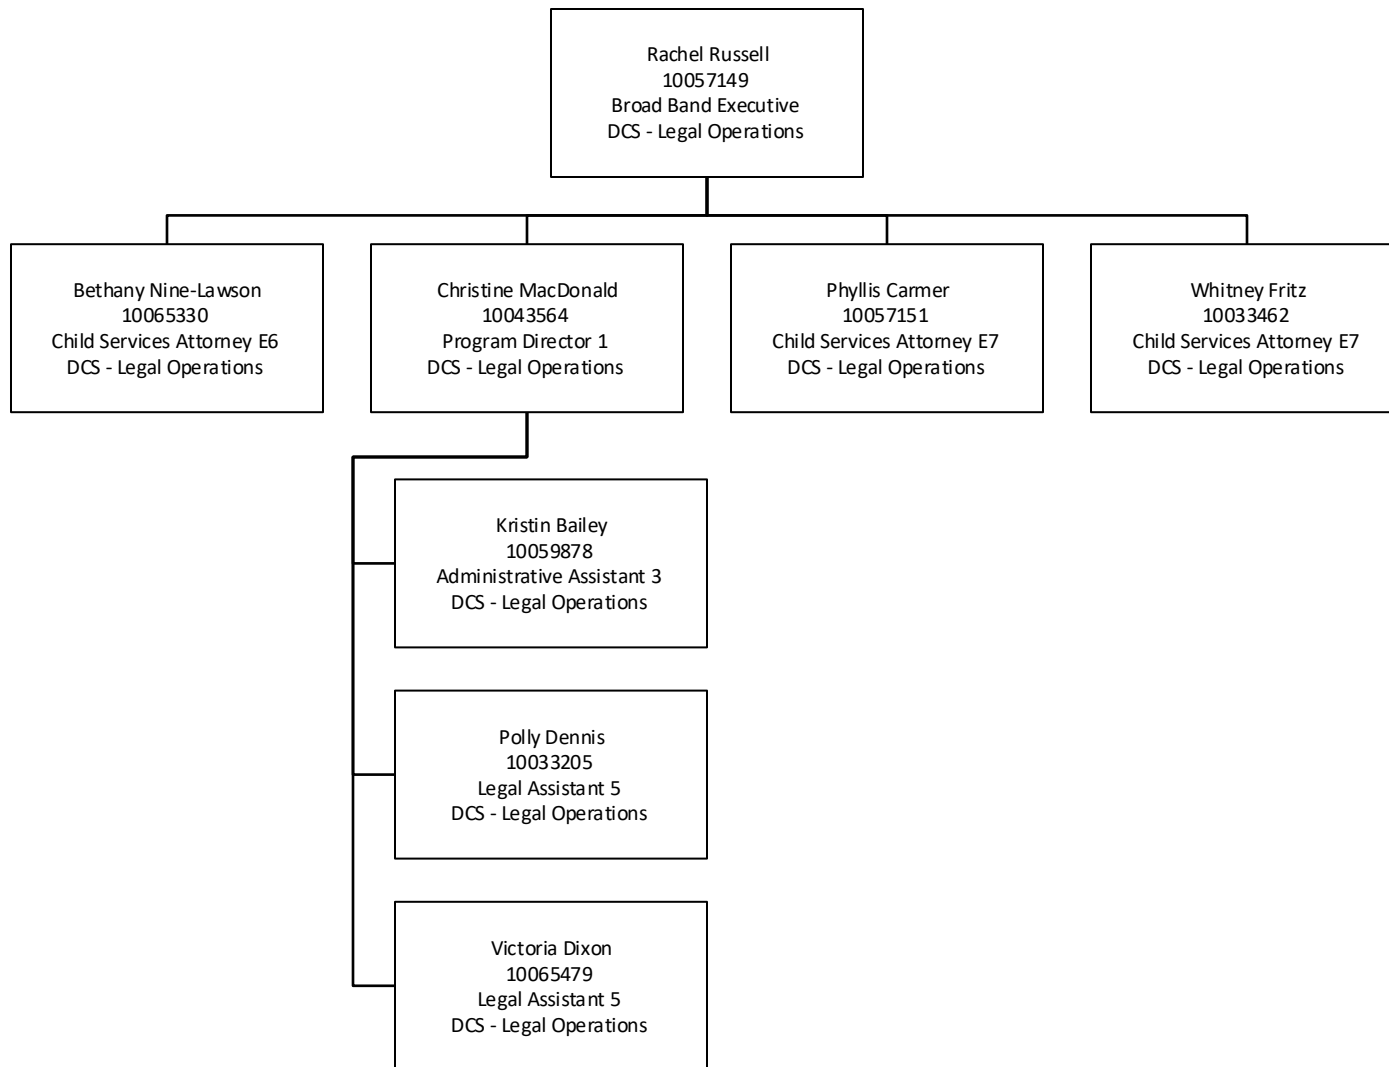 Rachel Russell
10057149
Broad Band Executive
DCS - Legal Operations
Bethany Nine-Lawson
10065330
Child Services Attorney E6
DCS - Legal Operations
Christine MacDonald
10043564
Program Director 1
DCS - Legal Operations
Phyllis Carmer
10057151
Child Services Attorney E7
DCS - Legal Operations
Whitney Fritz
10033462
Child Services Attorney E7
DCS - Legal Operations
Kristin Bailey
10059878
Administrative Assistant 3
DCS - Legal Operations
Polly Dennis
10033205
Legal Assistant 5
DCS - Legal Operations
Victoria Dixon
10065479
Legal Assistant 5
DCS - Legal Operations